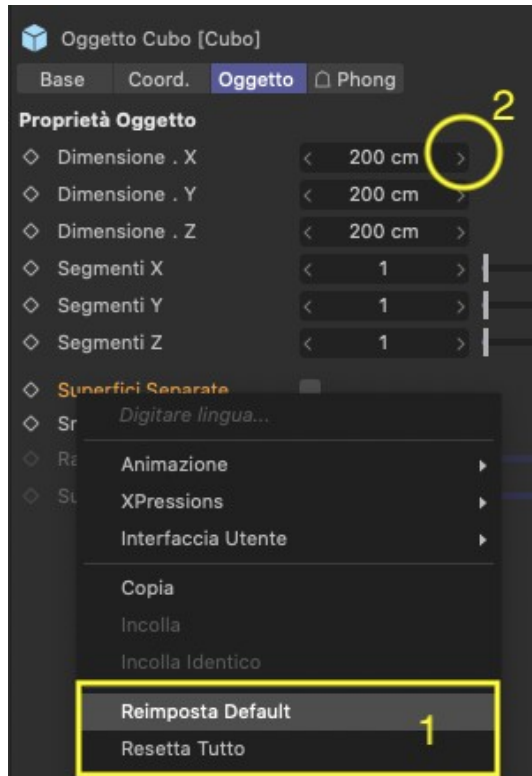 Oggetto Cubo [Cubo]
Base Coord. Oggetto Phong
2
Proprietà Oggetto
Dimensione . X 200 cm
Dimensione . Y 200 cm
Dimensione . Z 200 cm
Segmenti X 1
Segmenti Y 1
Segmenti Z 1
Superfici Separate
Digitare lingua...
Animazione
XPressions
Interfaccia Utente
Copia
Incolla
Incolla Identico
Reimposta Default
1
Resetta Tutto